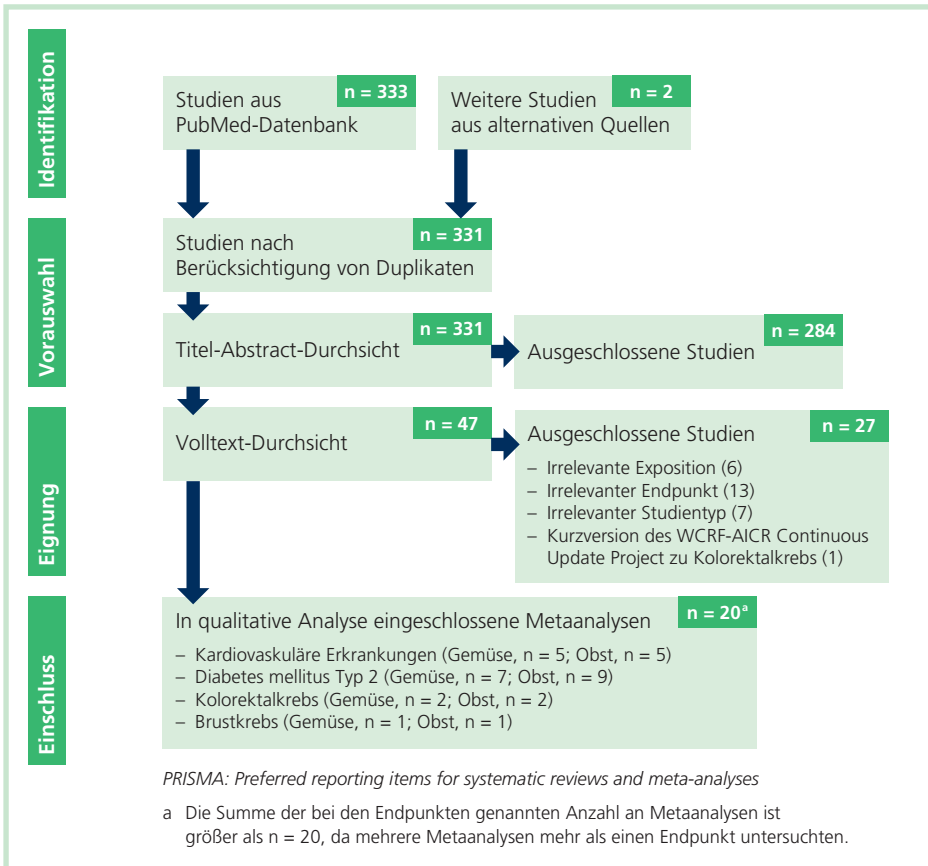 Identifikation
Studien aus
PubMed-Datenbank
n = 333
Weitere Studien
aus alternativen Quellen
n = 2
Vorauswahl
Studien nach
Berücksichtigung von Duplikaten
n = 331
Titel-Abstract-Durchsicht
n = 331
Ausgeschlossene Studien
n = 284
Eignung
Volltext-Durchsicht
n = 47
Ausgeschlossene Studien
n = 27
– Irrelevante Exposition (6)
– Irrelevanter Endpunkt (13)
– Irrelevanter Studientyp (7)
– Kurzversion des WCRF-AICR Continuous
Update Project zu Kolorektalkrebs (1)
Einschluss
In qualitative Analyse eingeschlossene Metaanalysen
n = 20ᵃ
– Kardiovaskuläre Erkrankungen (Gemüse, n = 5; Obst, n = 5)
– Diabetes mellitus Typ 2 (Gemüse, n = 7; Obst, n = 9)
– Kolorektalkrebs (Gemüse, n = 2; Obst, n = 2)
– Brustkrebs (Gemüse, n = 1; Obst, n = 1)
PRISMA: Preferred reporting items for systematic reviews and meta-analyses
a Die Summe der bei den Endpunkten genannten Anzahl an Metaanalysen ist
größer als n = 20, da mehrere Metaanalysen mehr als einen Endpunkt untersuchten.